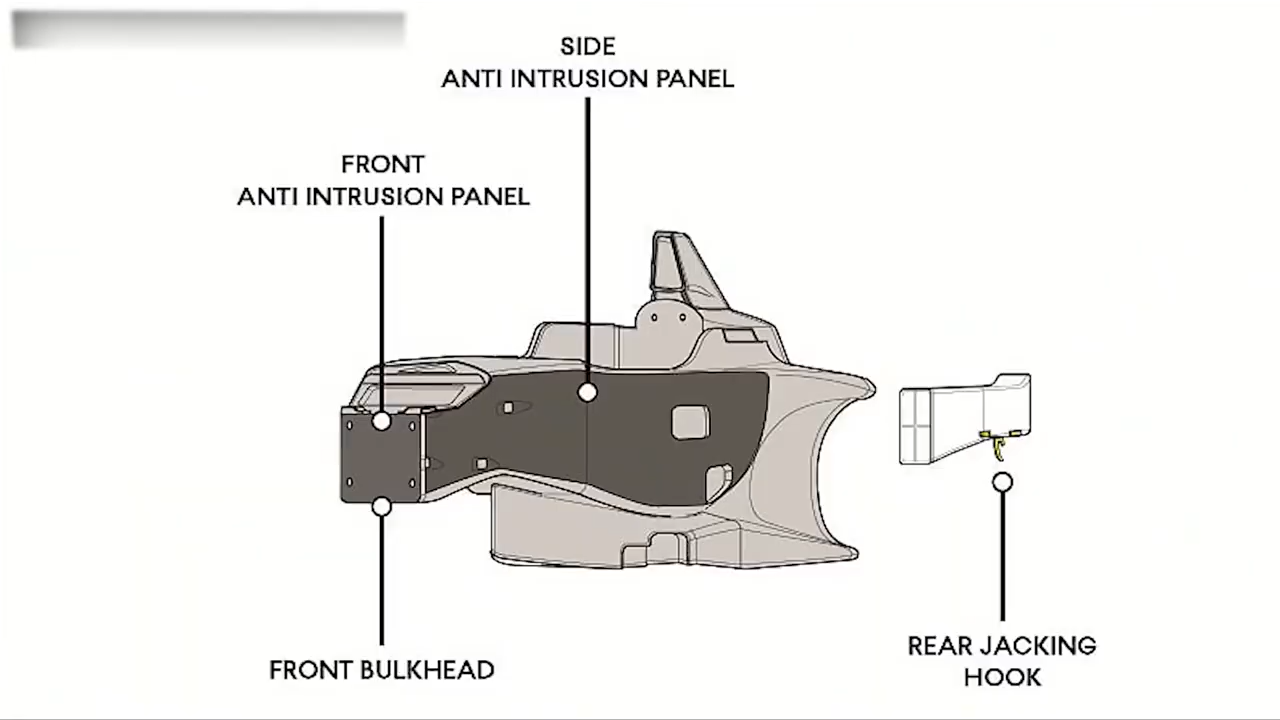 SIDE
ANTI INTRUSION PANEL
FRONT
ANTI INTRUSION PANEL
FRONT BULKHEAD
REAR JACKING
HOOK